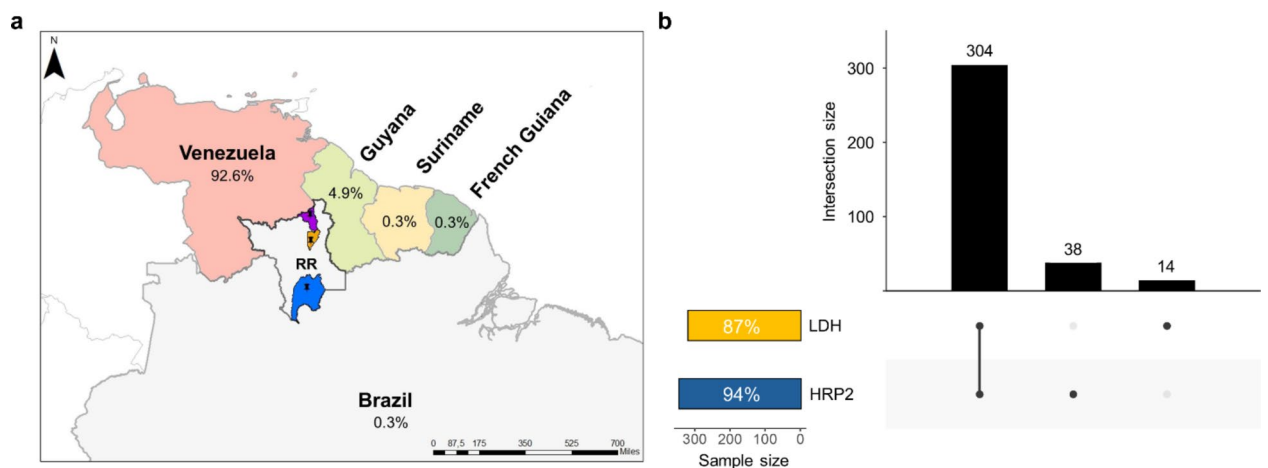 a
N
Venezuela
92.6%
Guyana
4.9%
Suriname
0.3%
French Guiana
0.3%
RR
Brazil
0.3%
0 87,5 175 350 525 700
Miles
b
Intersection size
300
200
100
304
38
14
87%
LDH
94%
HRP2
300 200 100 0
Sample size